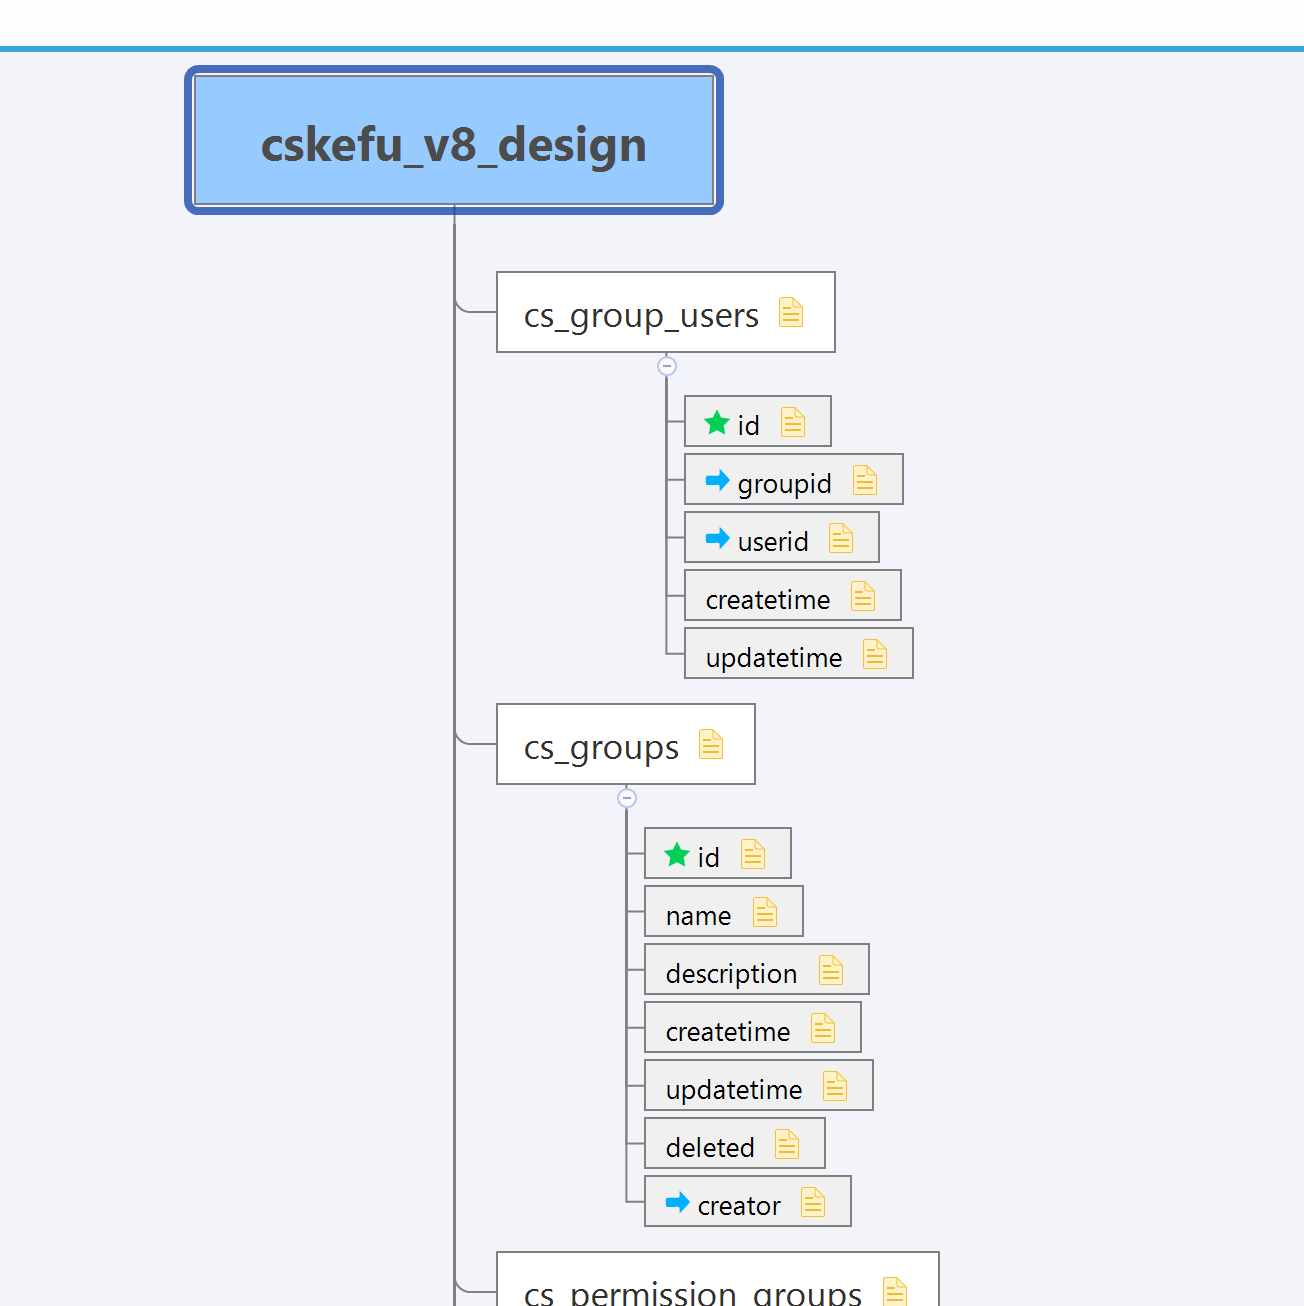 cskefu_v8_design
cs_group_users
id
groupid
userid
createtime
updatetime
cs_groups
id
name
description
createtime
updatetime
deleted
creator
cs_permission_groups